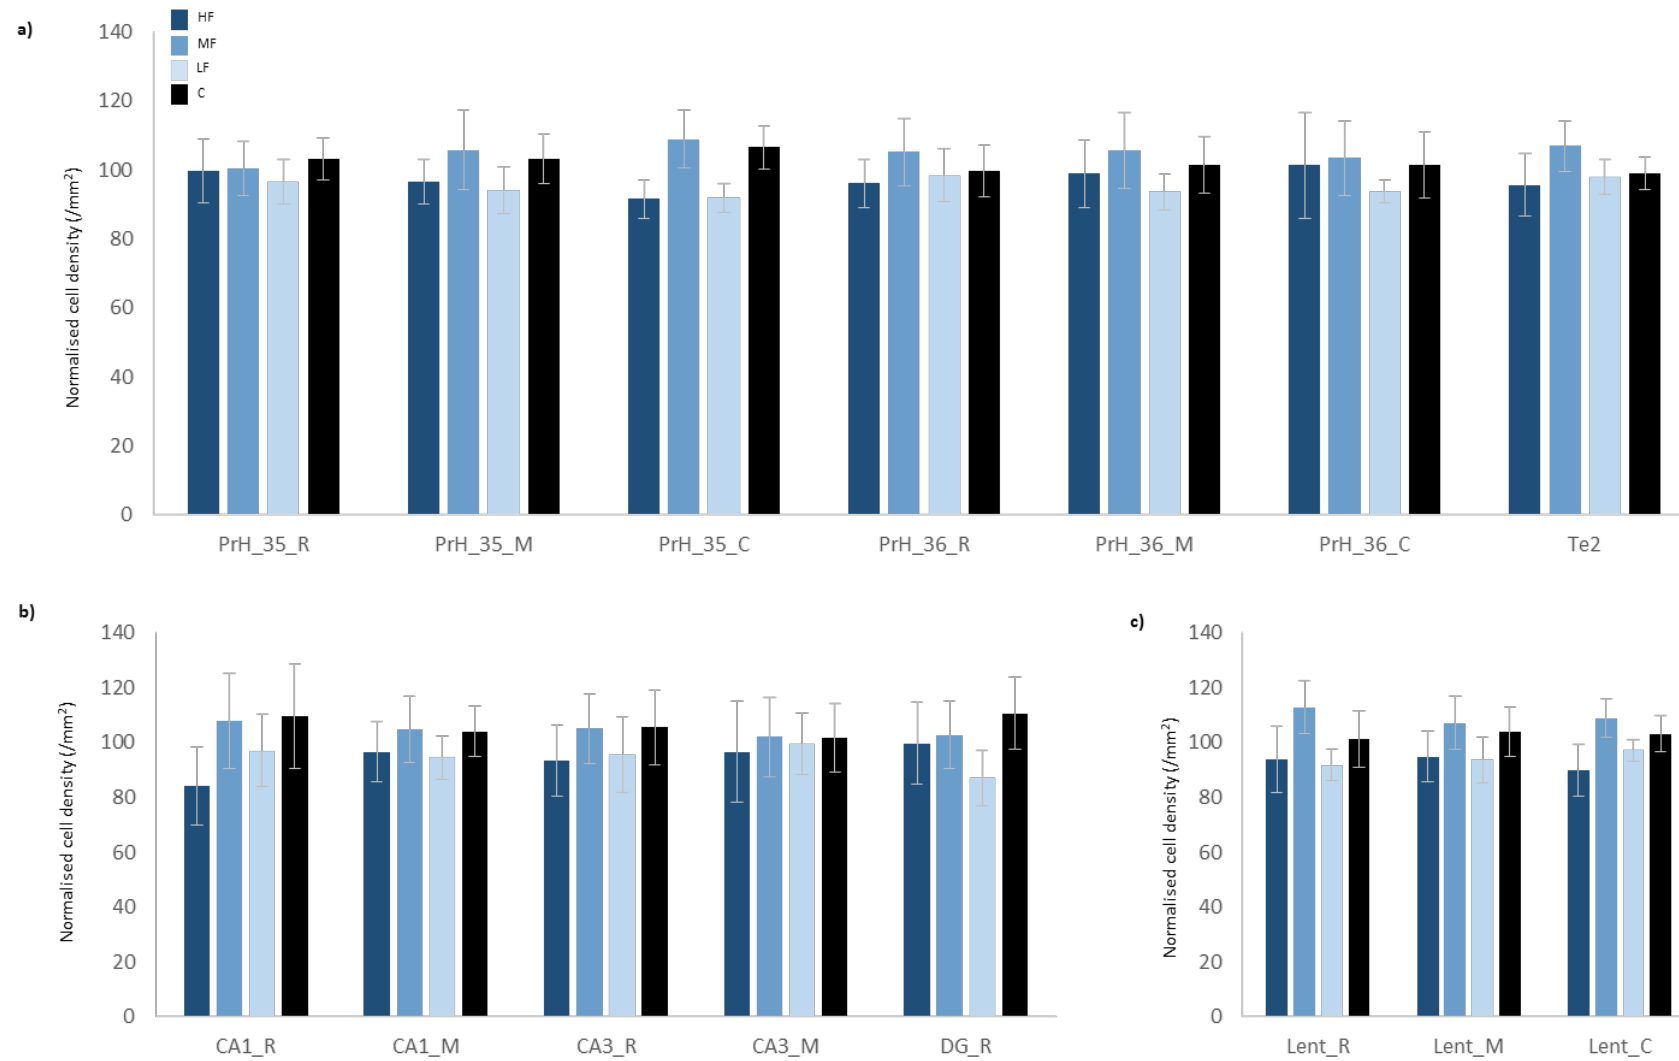 a)
HF
MF
LF
C
Normalised cell density (/mm²)
140
120
100
80
60
40
20
0
PrH_35_R PrH_35_M PrH_35_C PrH_36_R PrH_36_M PrH_36_C Te2
b)
Normalised cell density (/mm²)
140
120
100
80
60
40
20
0
CA1_R CA1_M CA3_R CA3_M DG_R
c)
Normalised cell density (/mm²)
140
120
100
80
60
40
20
0
Lent_R Lent_M Lent_C